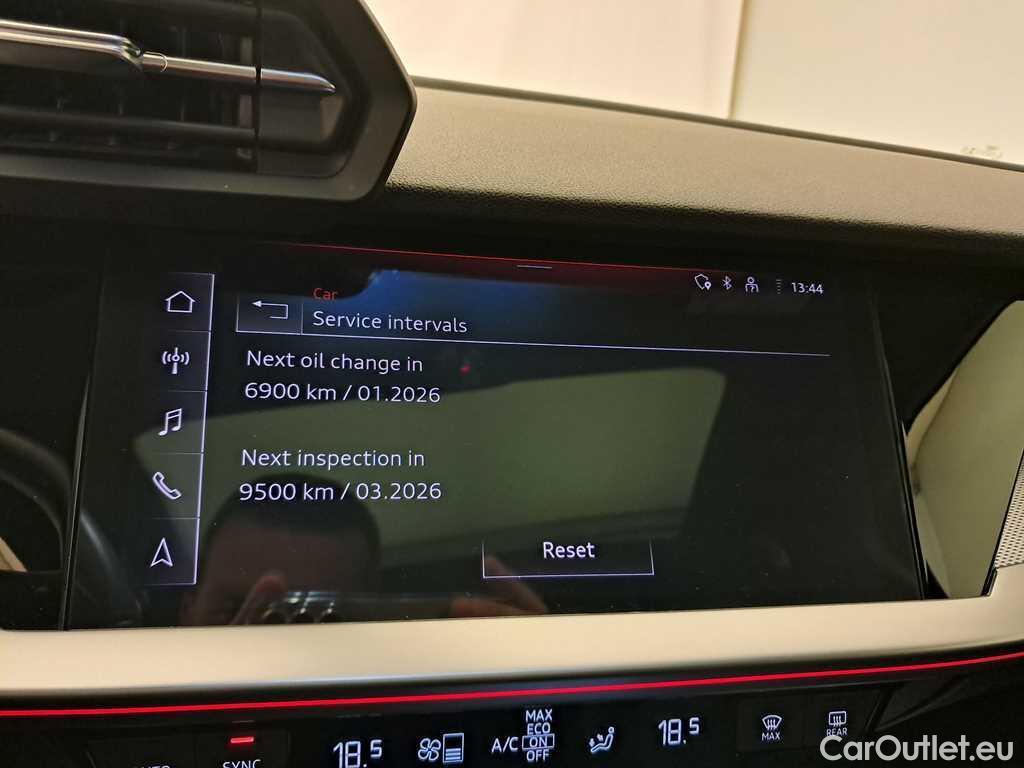 Car
13:44
Service intervals
Next oil change in
6900 km / 01.2026
Next inspection in
9500 km / 03.2026
Reset
MAX
ECO
18.5
A/C ON
18.5
OFF
MAX
REAR
AUTO
SYNC
CarOutlet.eu